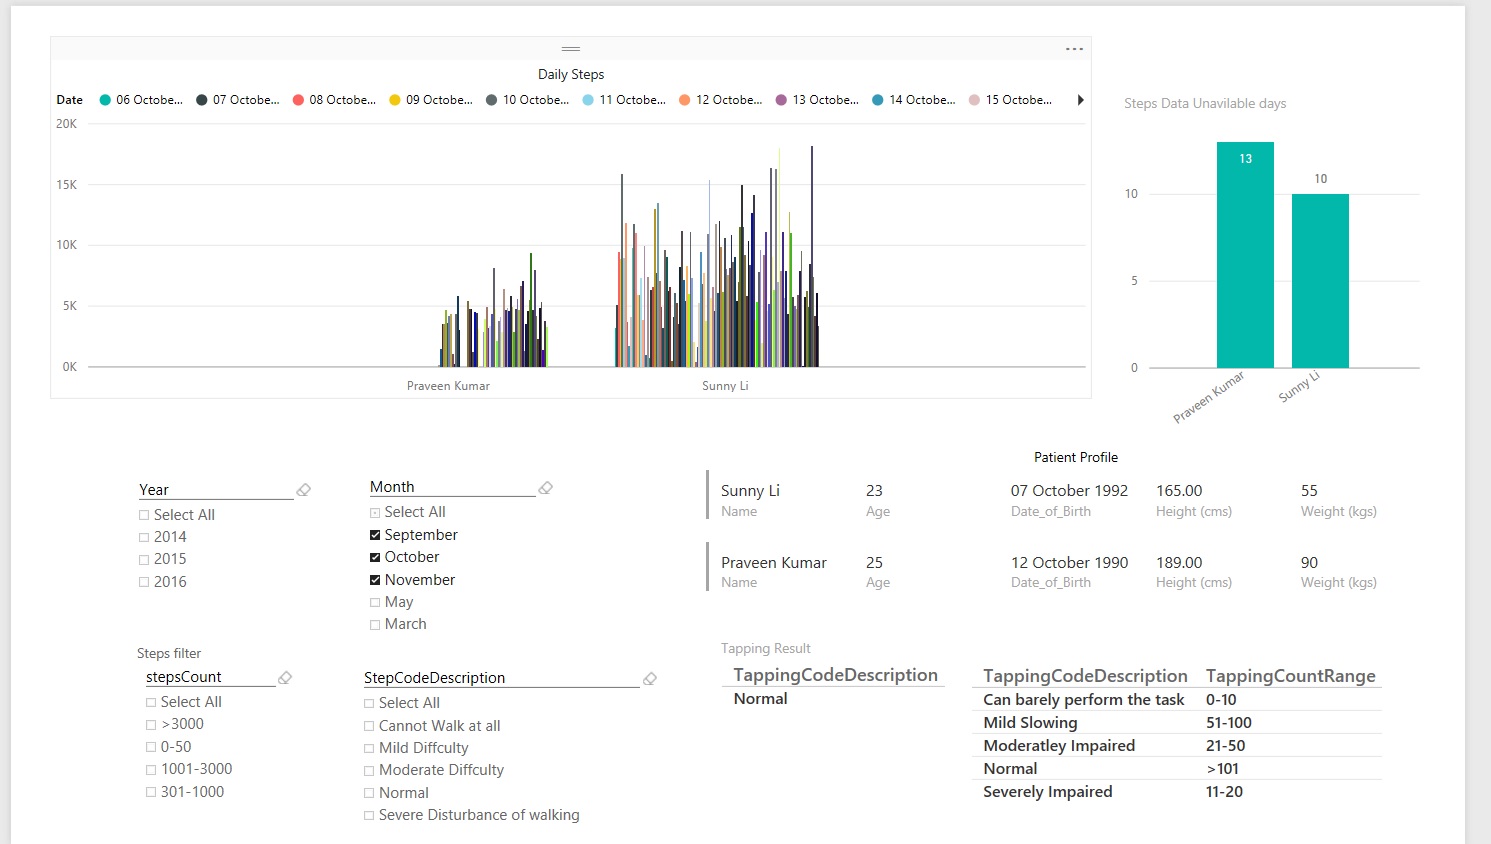 Daily Steps
Date 06 Octobe... 07 Octobe... 08 Octobe... 09 Octobe... 10 Octobe... 11 Octobe... 12 Octobe... 13 Octobe... 14 Octobe... 15 Octobe...
20K
15K
10K
5K
0K
Praveen Kumar Sunny Li
Steps Data Unavilable days
13
10
10
5
0
Praveen Kumar Sunny Li
Year
Select All
2014
2015
2016
Month
Select All
September
October
November
May
March
Patient Profile
Sunny Li 23 07 October 1992 165.00 55
Name Age Date_of_Birth Height (cms) Weight (kgs)
Praveen Kumar 25 12 October 1990 189.00 90
Name Age Date_of_Birth Height (cms) Weight (kgs)
Steps filter
stepsCount
Select All
>3000
0-50
1001-3000
301-1000
StepCodeDescription
Select All
Cannot Walk at all
Mild Diffculty
Moderate Diffculty
Normal
Severe Disturbance of walking
Tapping Result
TappingCodeDescription
Normal
TappingCodeDescription TappingCountRange
Can barely perform the task 0-10
Mild Slowing 51-100
Moderatley Impaired 21-50
Normal >101
Severely Impaired 11-20